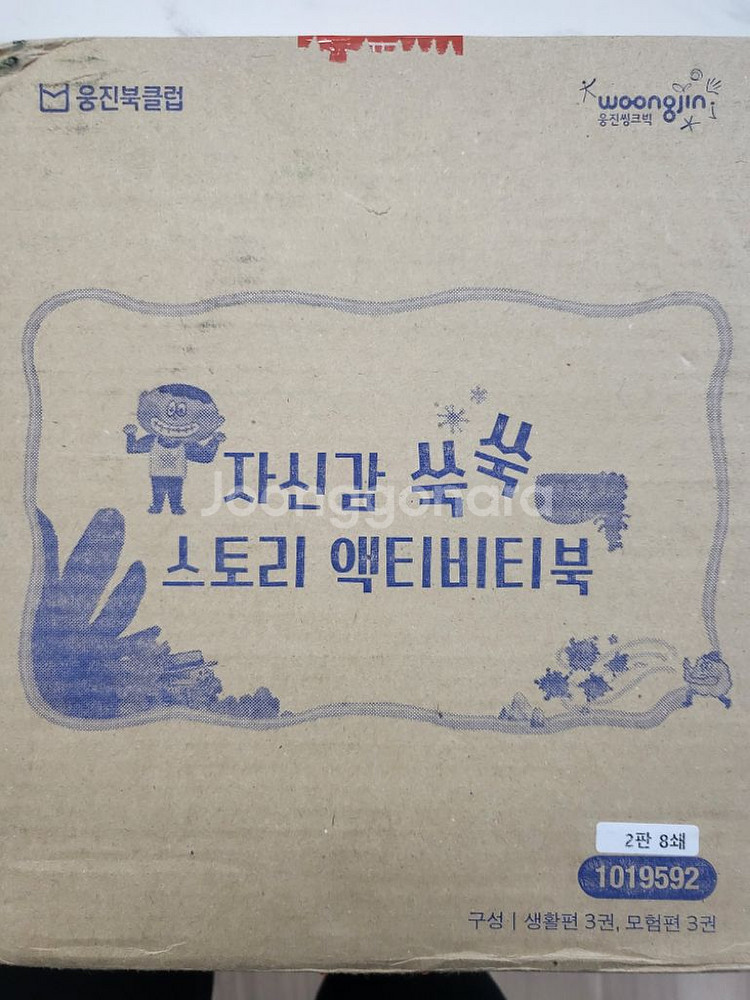 웅진북클럽
woongjin
웅진씽크빅
자신감 쑥쑥
Joonggonara
스토리 액티비티북
2판 8쇄
1019592
구성 | 생활편 3권, 모험편 3권